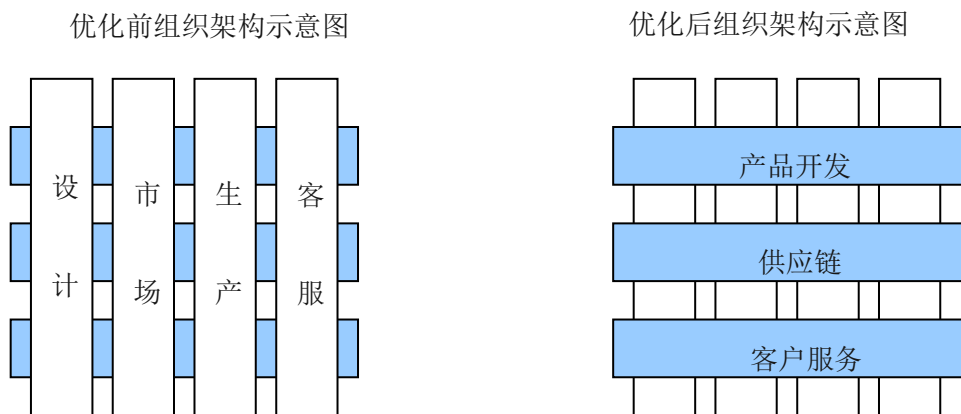 优化前组织架构示意图
优化后组织架构示意图
设计
市场
生产
客服
产品开发
供应链
客户服务